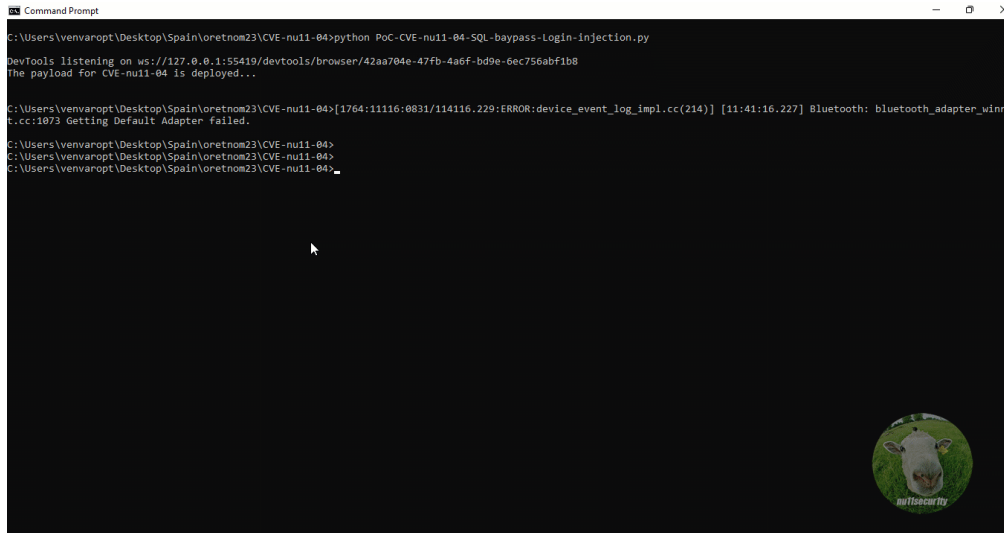 Command Prompt
C:\Users\venvaropt\Desktop\Spain\oretnom23\CVE-nu11-04>python PoC-CVE-nu11-04-SQL-baypass-Login-injection.py
DevTools listening on ws://127.0.0.1:55419/devtools/browser/42aa704e-47fb-4a6f-bd9e-6ec756abf1b8
The payload for CVE-nu11-04 is deployed...
C:\Users\venvaropt\Desktop\Spain\oretnom23\CVE-nu11-04>[1764:11116:0831/114116.229:ERROR:device_event_log_impl.cc(214)] [11:41:16.227] Bluetooth: bluetooth_adapter_winr
t.cc:1073 Getting Default Adapter failed.
C:\Users\venvaropt\Desktop\Spain\oretnom23\CVE-nu11-04>
C:\Users\venvaropt\Desktop\Spain\oretnom23\CVE-nu11-04>
C:\Users\venvaropt\Desktop\Spain\oretnom23\CVE-nu11-04>
nu11security